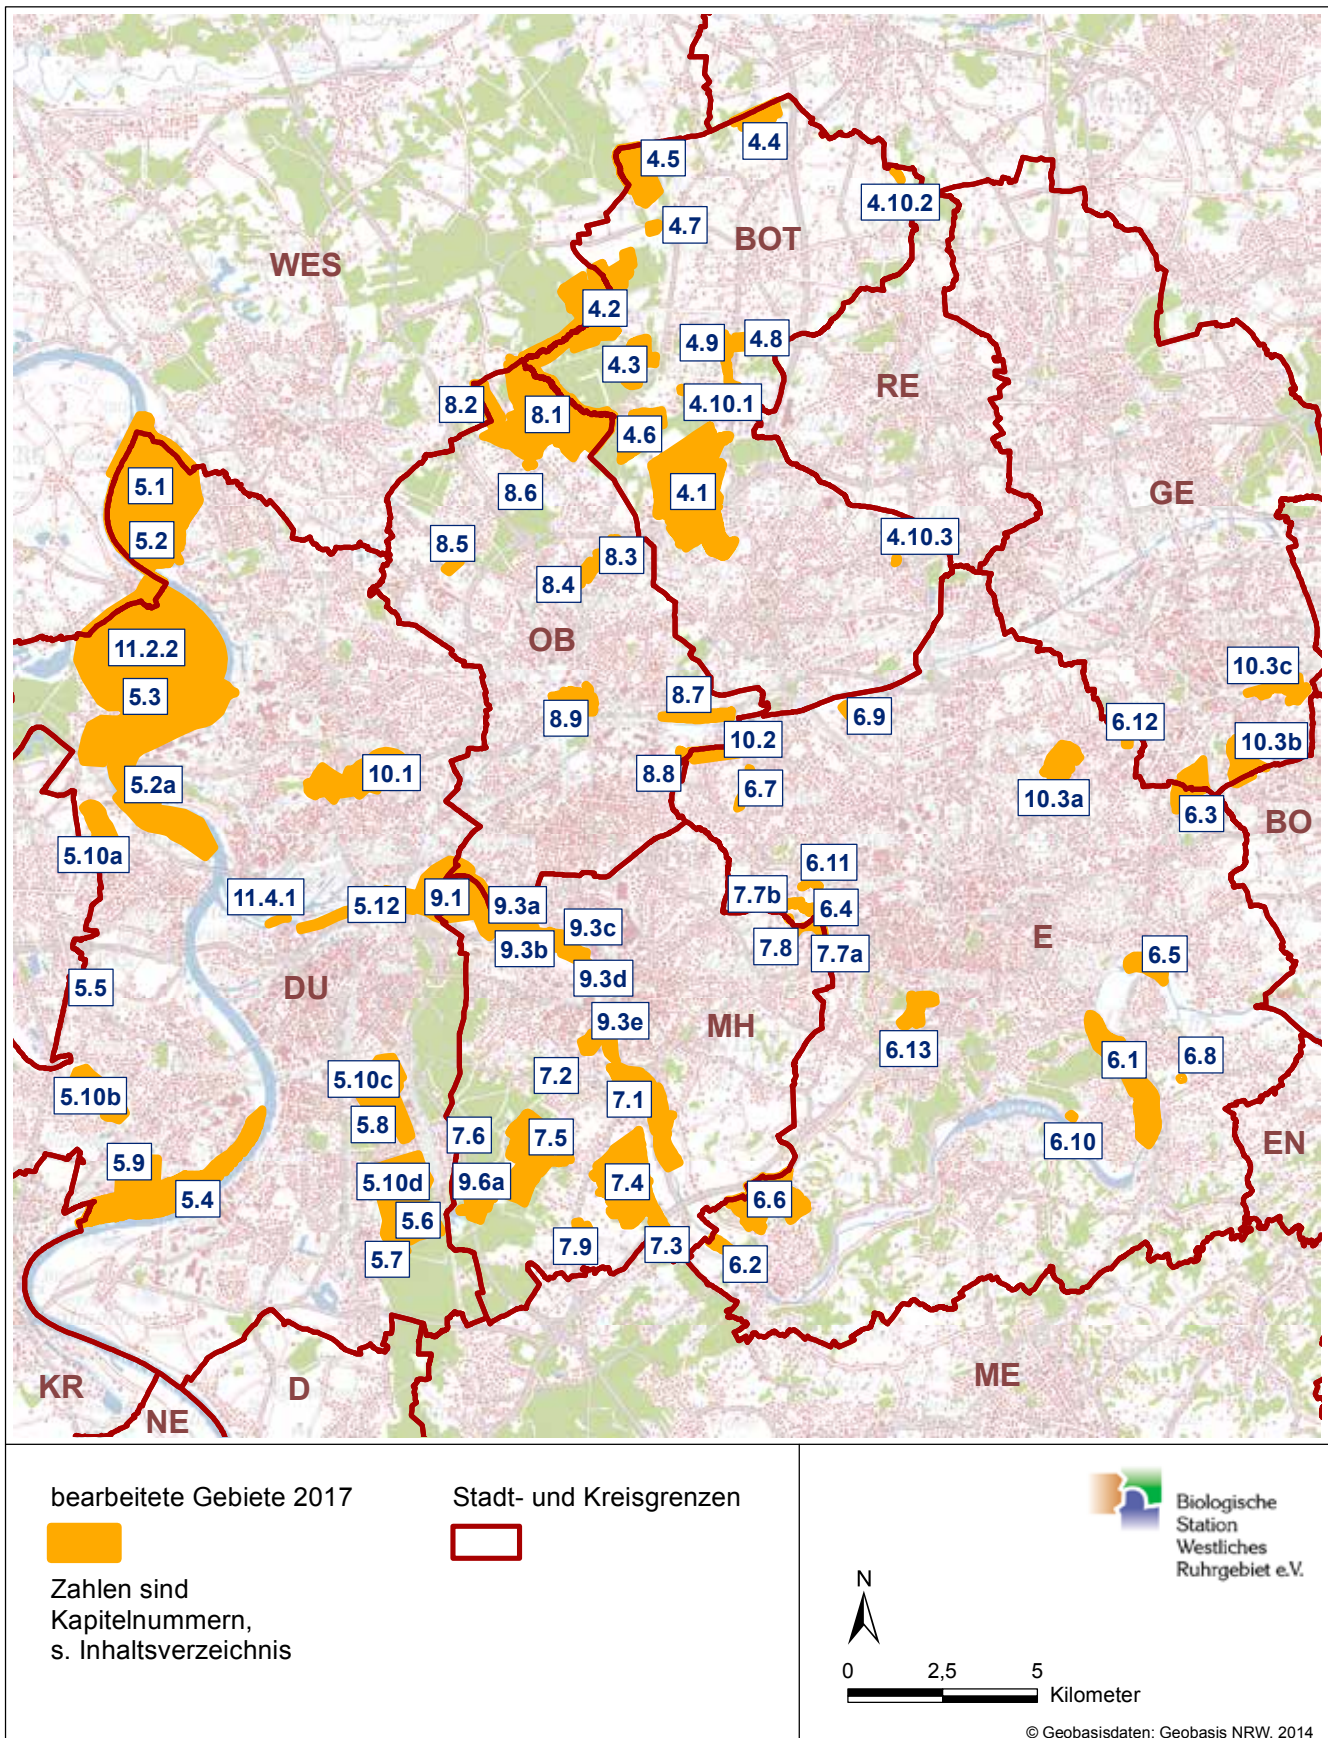 4.4
4.5
4.10.2
4.7
BOT
WES
4.2
4.9
4.8
4.3
RE
8.2
4.10.1
8.1
4.6
5.1
8.6
4.1
GE
5.2
8.5
4.10.3
8.3
8.4
OB
11.2.2
10.3c
5.3
8.7
8.9
6.9
6.12
10.2
10.3b
8.8
10.1
5.2a
6.7
10.3a
6.3
BO
5.10a
6.11
7.7b
11.4.1
5.12
9.1
9.3a
6.4
9.3c
E
9.3b
7.8
7.7a
6.5
9.3d
5.5
DU
9.3e
MH
6.13
6.1
6.8
5.10c
7.2
5.10b
7.1
5.8
7.6
7.5
6.10
EN
5.9
5.10d
9.6a
7.4
5.4
6.6
5.6
7.9
7.3
5.7
6.2
ME
KR
D
NE
bearbeitete Gebiete 2017
Stadt- und Kreisgrenzen
Zahlen sind
Kapitelnummern,
s. Inhaltsverzeichnis
Biologische
Station
Westliches
Ruhrgebiet e.V.
N
0 2,5 5
Kilometer
© Geobasisdaten: Geobasis NRW, 2014